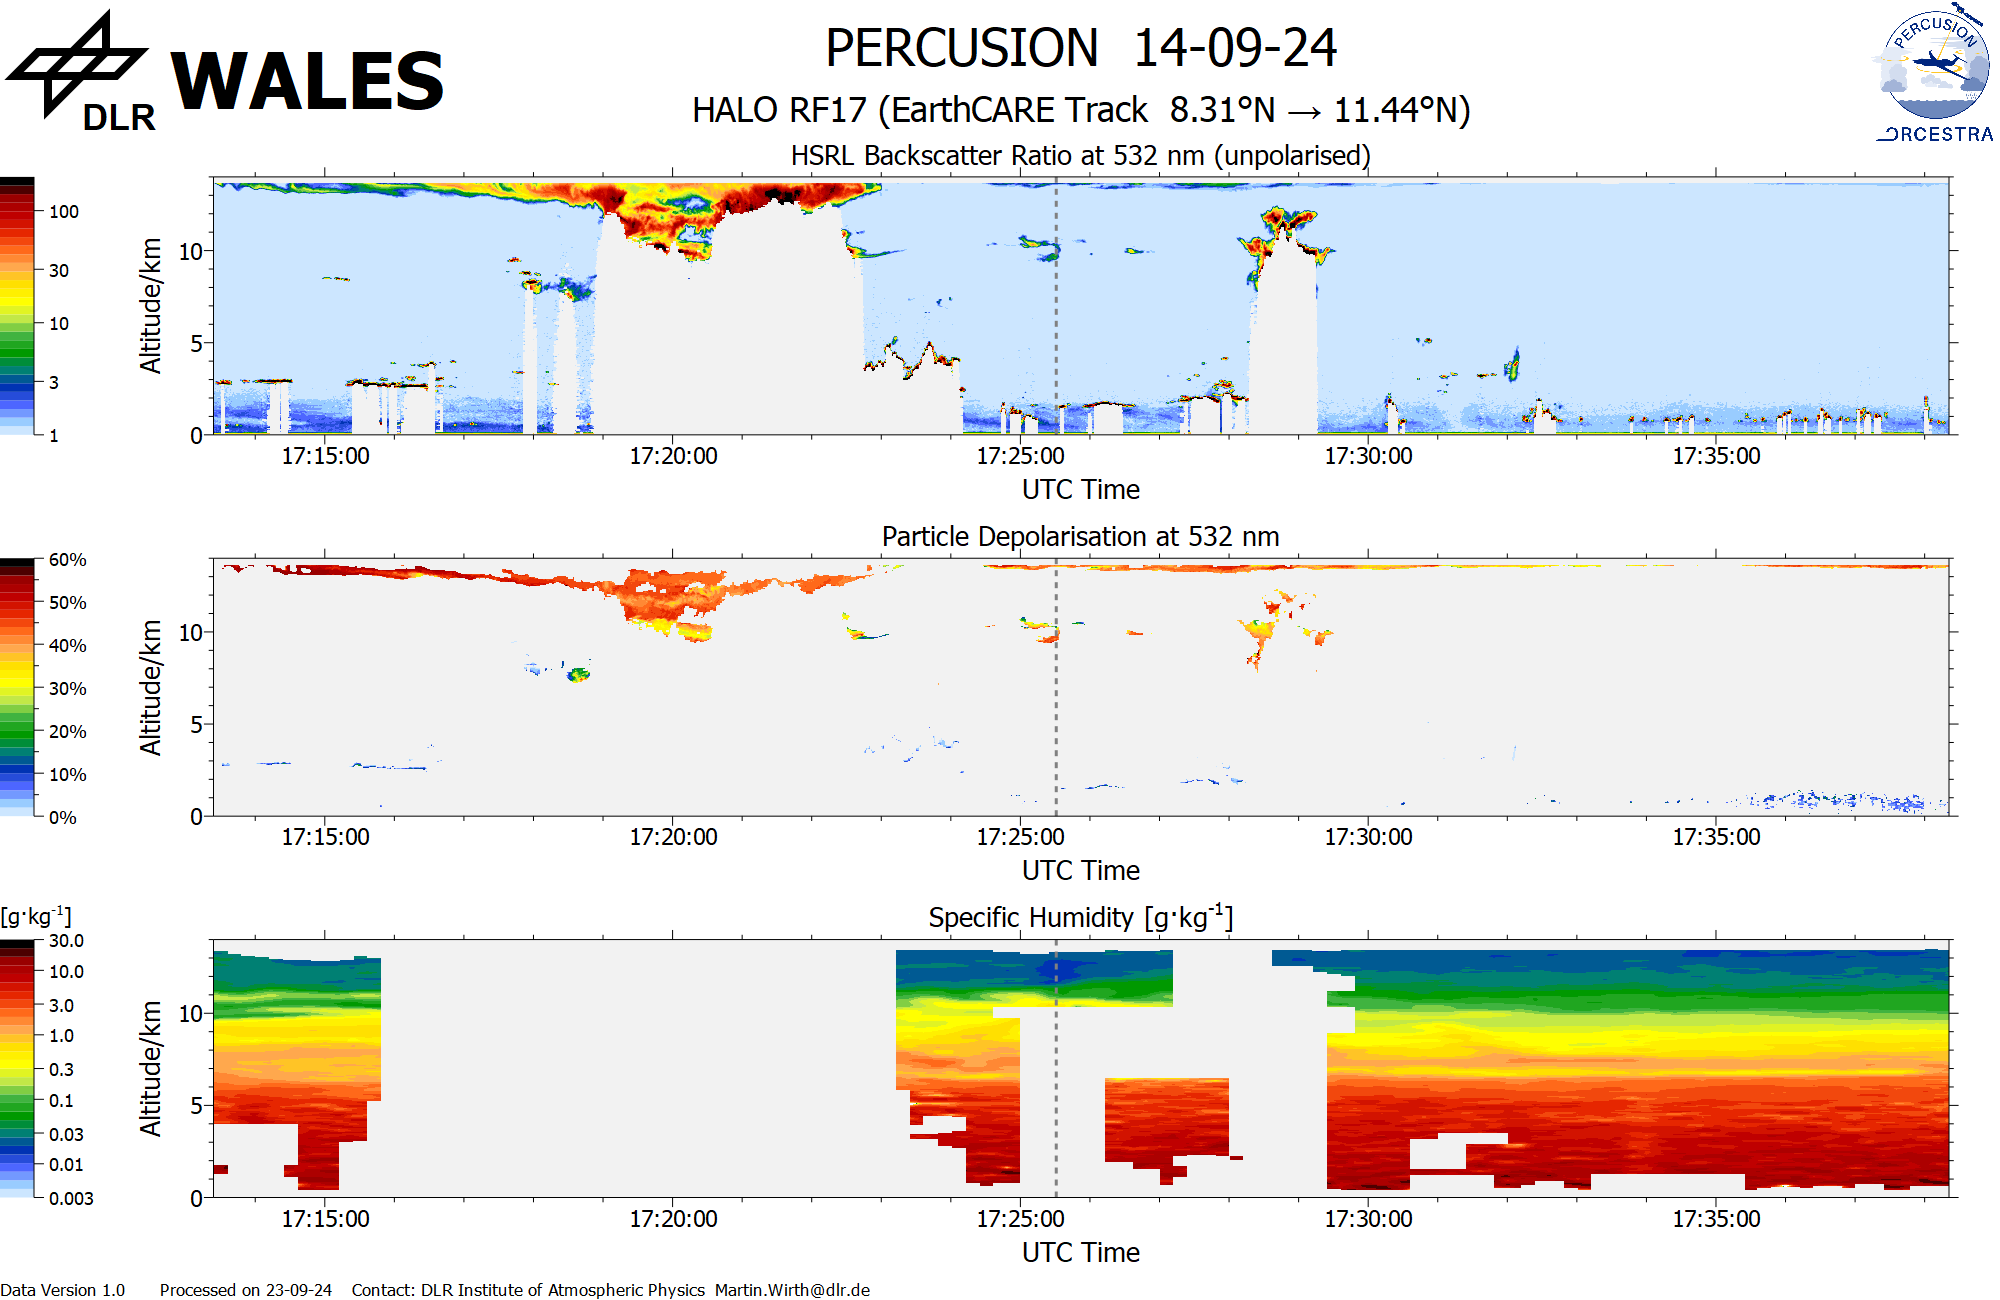 DLR
WALES
PERCUSION 14-09-24
HALO RF17 (EarthCARE Track 8.31°N → 11.44°N)
PERCUSION
ORCESTRA
HSRL Backscatter Ratio at 532 nm (unpolarised)
100
30
10
3
1
Altitude/km
10
5
0
17:15:00 17:20:00 17:25:00 17:30:00 17:35:00
UTC Time
Particle Depolarisation at 532 nm
60%
50%
40%
30%
20%
10%
0%
Altitude/km
10
5
0
17:15:00 17:20:00 17:25:00 17:30:00 17:35:00
UTC Time
Specific Humidity [g·kg⁻¹]
[g·kg⁻¹]
30.0
10.0
3.0
1.0
0.3
0.1
0.03
0.01
0.003
Altitude/km
10
5
0
17:15:00 17:20:00 17:25:00 17:30:00 17:35:00
UTC Time
Data Version 1.0 Processed on 23-09-24 Contact: DLR Institute of Atmospheric Physics Martin.Wirth@dlr.de